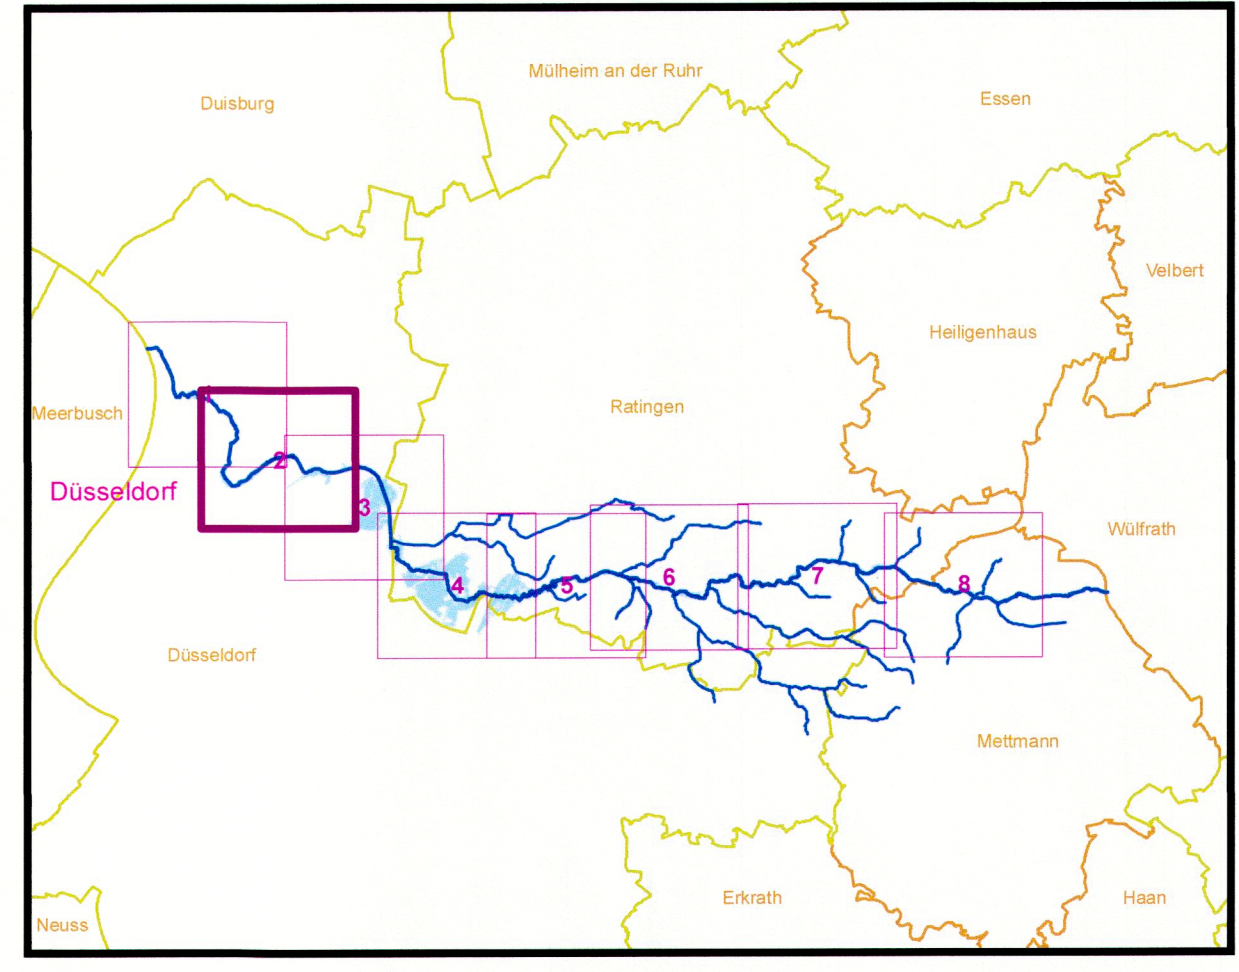 Mülheim an der Ruhr
Duisburg
Essen
Velbert
Heiligenhaus
Ratingen
Meerbusch
1
2
Düsseldorf
3
Wülfrath
4
5
6
7
8
Düsseldorf
Mettmann
Erkrath
Haan
Neuss